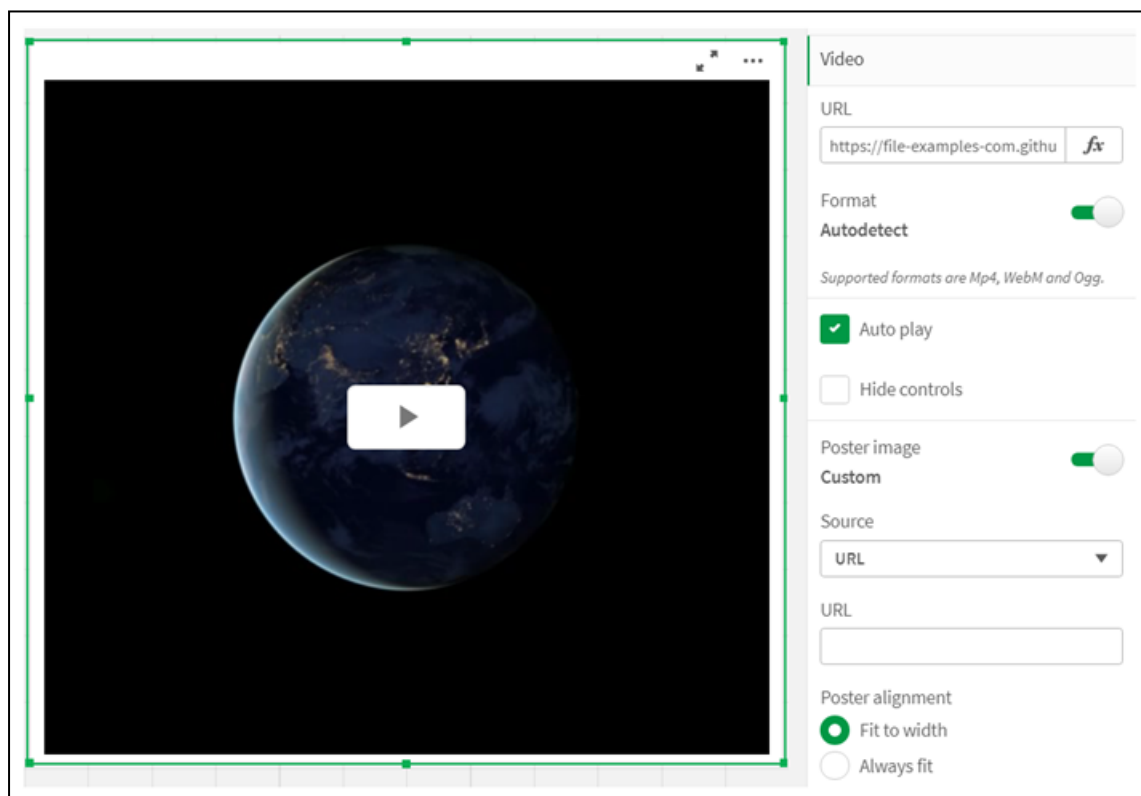 Video
URL
https://file-examples-com.githu
fx
Format
Autodetect
Supported formats are Mp4, WebM and Ogg.
Auto play
Hide controls
Poster image
Custom
Source
URL
URL
Poster alignment
Fit to width
Always fit